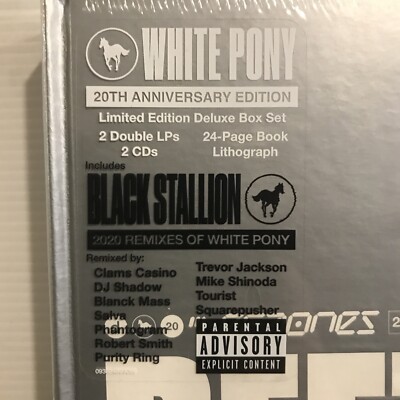 WHITE PONY
20TH ANNIVERSARY EDITION
Limited Edition Deluxe Box Set
2 Double LPs
24-Page Book
2 CDs
Lithograph
Includes
BLACK STALLION
2020 REMIXES OF WHITE PONY
Remixed by:
Clams Casino
DJ Shadow
Blanck Mass
Salva
Phantogram
Robert Smith
Purity Ring
Trevor Jackson
Mike Shinoda
Tourist
Squarepusher
20
2
PARENTAL
ADVISORY
EXPLICIT CONTENT